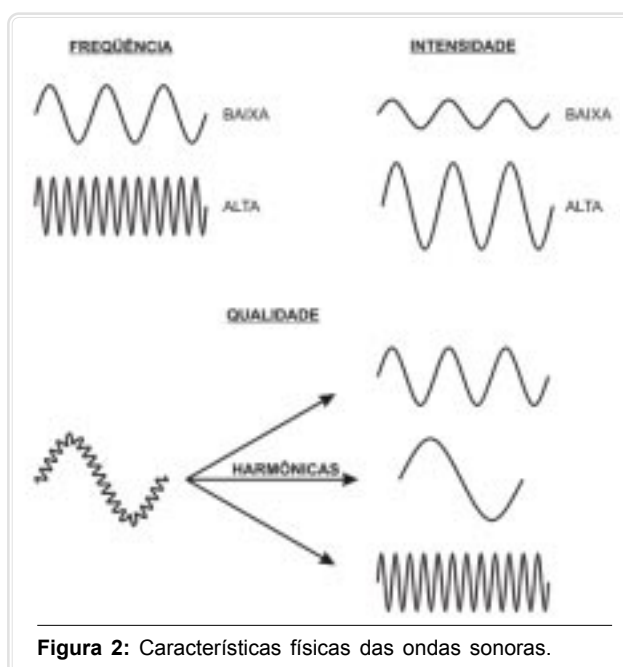 FREQÜÊNCIA
INTENSIDADE
BAIXA
BAIXA
ALTA
ALTA
QUALIDADE
HARMÔNICAS
Figura 2: Características físicas das ondas sonoras.